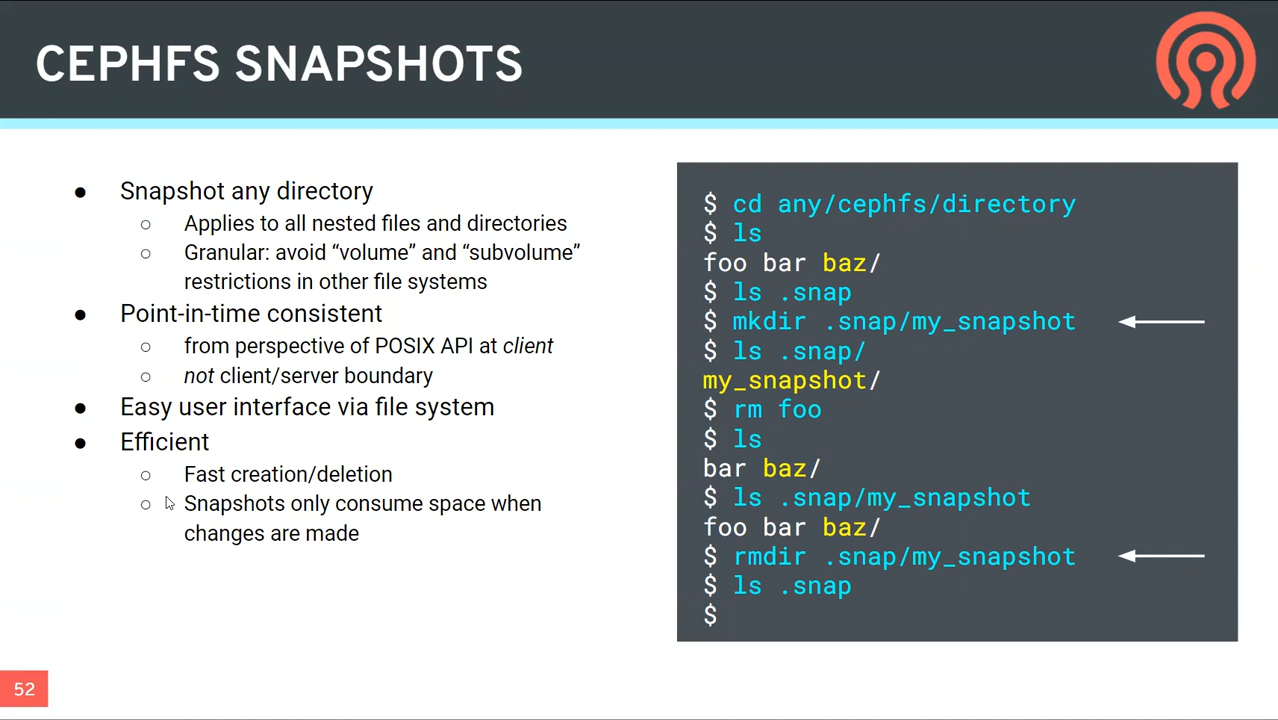 CEPHFS SNAPSHOTS
● Snapshot any directory
○ Applies to all nested files and directories
○ Granular: avoid “volume” and “subvolume”
restrictions in other file systems
● Point-in-time consistent
○ from perspective of POSIX API at client
○ not client/server boundary
● Easy user interface via file system
● Efficient
○ Fast creation/deletion
○ Snapshots only consume space when
changes are made
$ cd any/cephfs/directory
$ ls
foo bar baz/
$ ls .snap
$ mkdir .snap/my_snapshot
$ ls .snap/
my_snapshot/
$ rm foo
$ ls
bar baz/
$ ls .snap/my_snapshot
foo bar baz/
$ rmdir .snap/my_snapshot
$ ls .snap
$
52